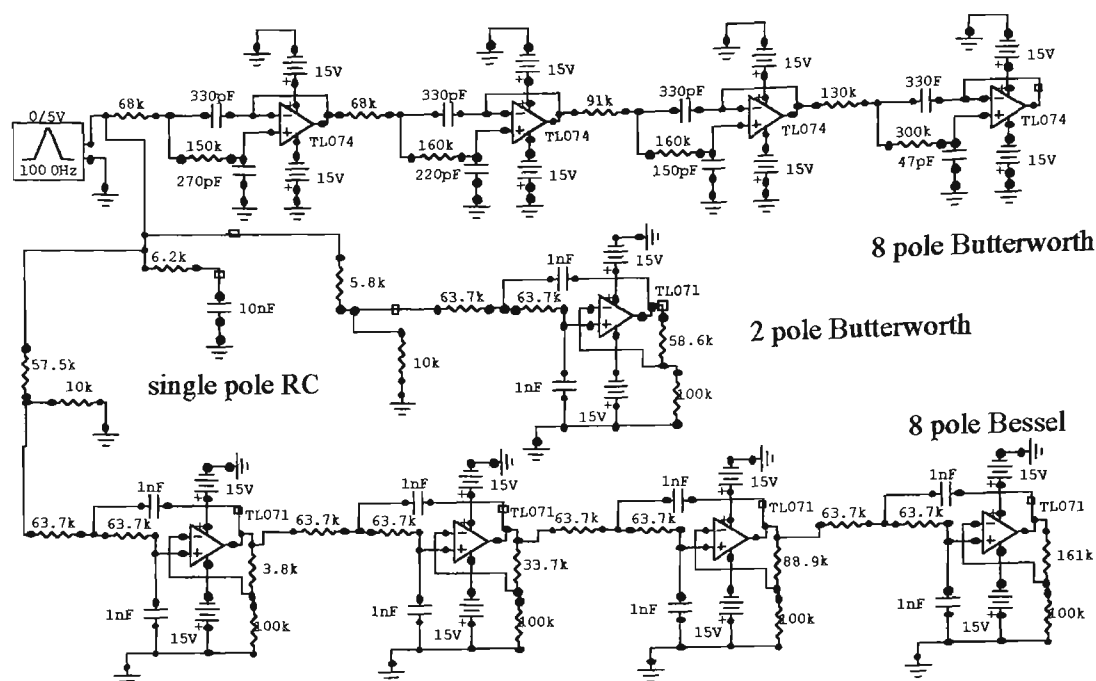 15V
15V
15V
15V
68k
330pF
68k
330pF
91k
330pF
130k
330F
0/5V
100 0Hz
150k
TL074
160k
TL074
160k
TL074
300k
TL074
270pF
15V
220pF
15V
150pF
15V
47pF
15V
8 pole Butterworth
6.2k
10nF
5.8k
1nF
15V
TL071
63.7k
63.7k
58.6k
2 pole Butterworth
57.5k
10k
single pole RC
10k
1nF
15V
100k
8 pole Bessel
1nF
15V
TL071
1nF
15V
TL071
1nF
15V
TL071
1nF
15V
TL071
63.7k
63.7k
63.7k
63.7k
63.7k
63.7k
63.7k
63.7k
3.8k
33.7k
88.9k
161k
1nF
15V
100k
1nF
15V
100k
1nF
15V
100k
1nF
15V
100k